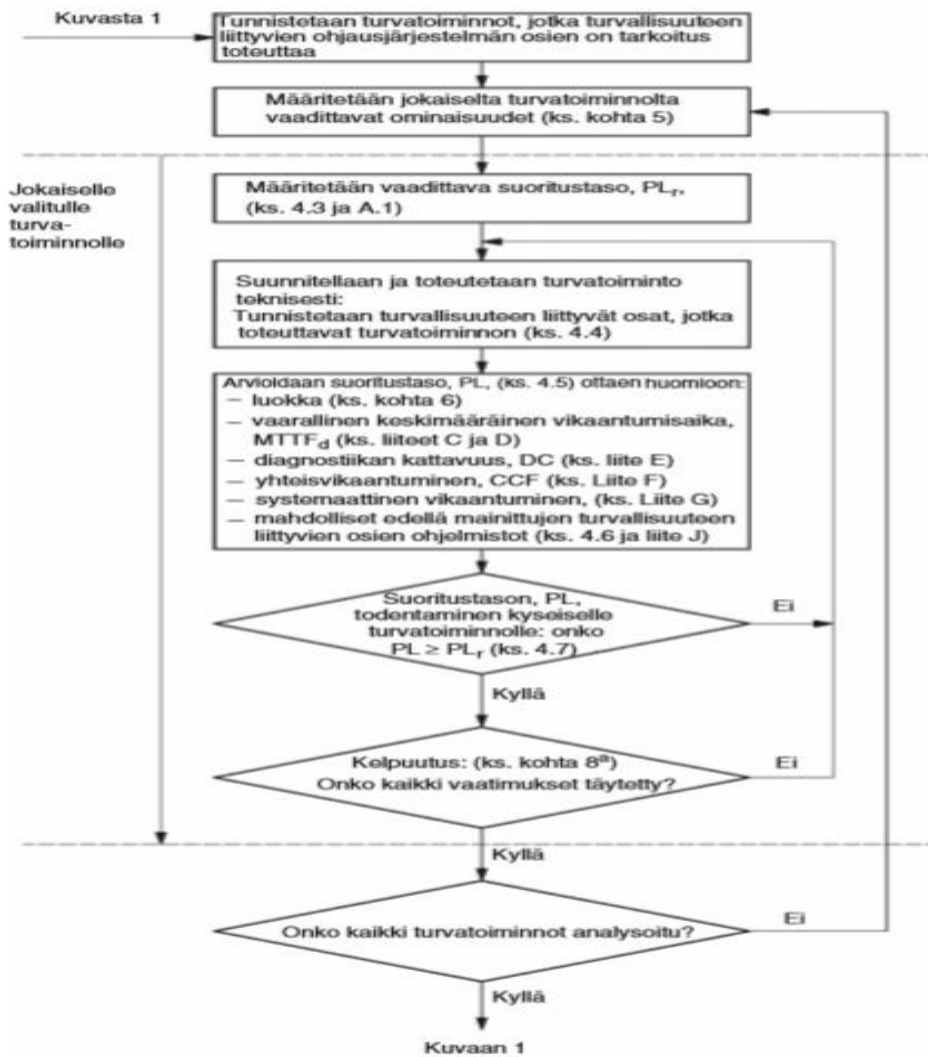 Kuvasta 1
Tunnistetaan turvatoiminnot, jotka turvallisuuteen
liittyvien ohjausjärjestelmän osien on tarkoitus
toteuttaa
Määritetään jokaiselta turvatoiminnolta
vaadittavat ominaisuudet (ks. kohta 5)
Jokaiselle
valitulle
turva-
toiminnolle
Määritetään vaadittava suoritustaso, PLr,
(ks. 4.3 ja A.1)
Suunnitellaan ja toteutetaan turvatoiminto
teknisesti:
Tunnistetaan turvallisuuteen liittyvät osat, jotka
toteuttavat turvatoiminnon (ks. 4.4)
Arvioidaan suoritustaso, PL, (ks. 4.5) ottaen huomioon:
– luokka (ks. kohta 6)
– vaarallinen keskimääräinen vikaantumisaika,
MTTFd (ks. liiteet C ja D)
– diagnostiikan kattavuus, DC (ks. liite E)
– yhteisvikaantuminen, CCF (ks. Liite F)
– systemaattinen vikaantuminen, (ks. Liite G)
– mahdolliset edellä mainittujen turvallisuuteen
liittyvien osien ohjelmistot (ks. 4.6 ja liite J)
Suoritustason, PL,
todentaminen kyseiselle
turvatoiminnolle: onko
PL ≥ PLr (ks. 4.7)
Ei
Kyllä
Kelpuutus: (ks. kohta 8a)
Onko kaikki vaatimukset täytetty?
Ei
Kyllä
Onko kaikki turvatoiminnot analysoitu?
Ei
Kyllä
Kuvaan 1